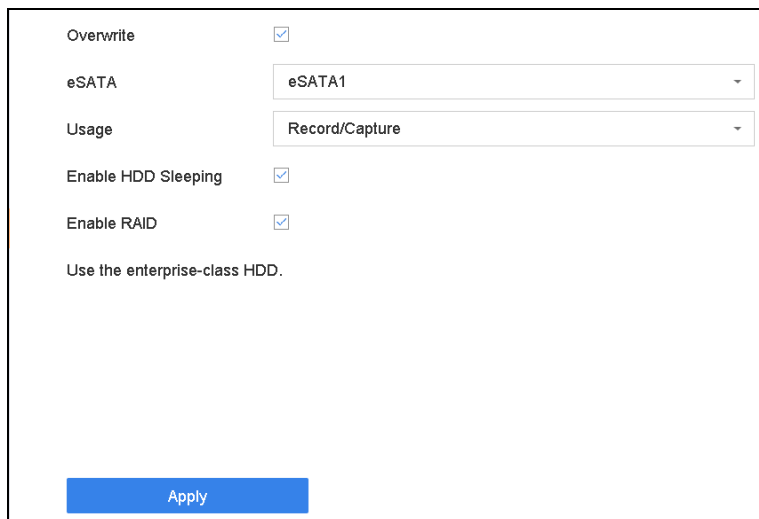 Overwrite
eSATA eSATA1
Usage Record/Capture
Enable HDD Sleeping
Enable RAID
Use the enterprise-class HDD.
Apply